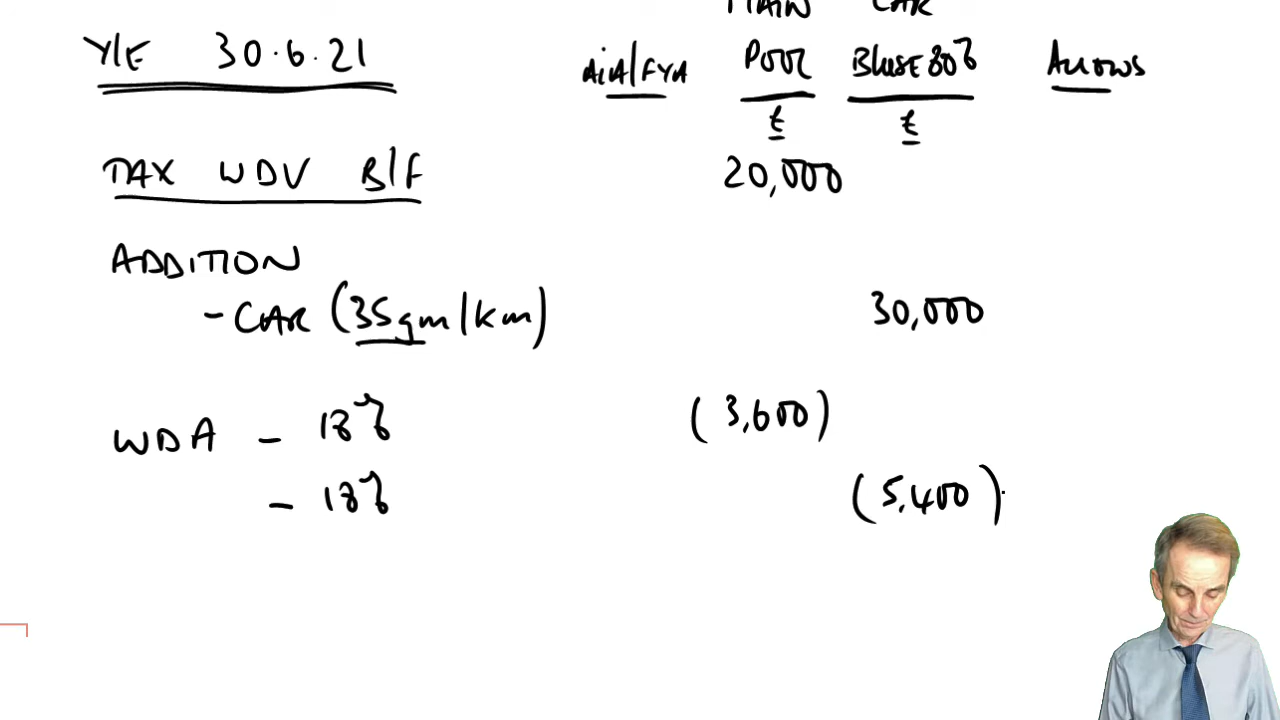 MAIN CAR
Y/E 30.6.21 AIA/FYA POOL BUSE 80% ALLOWS
£ £
TAX WDV B/F 20,000
ADDITION
- CAR (35gm/km) 30,000
WDA - 18% (3,600)
- 18% (5,400)